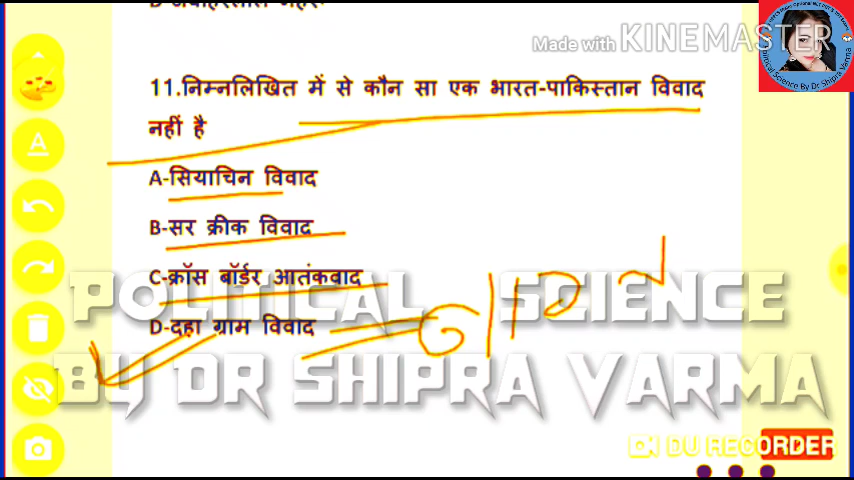 Made with KINEMASTER
11.निम्नलिखित में से कौन सा एक भारत-पाकिस्तान विवाद
नहीं है
A-सियाचिन विवाद
B-सर क्रीक विवाद
C-क्रॉस बॉर्डर आतंकवाद
D-दहा ग्राम विवाद
POLITICAL SCIENCE
BY DR SHIPRA VARMA
DU RECORDER